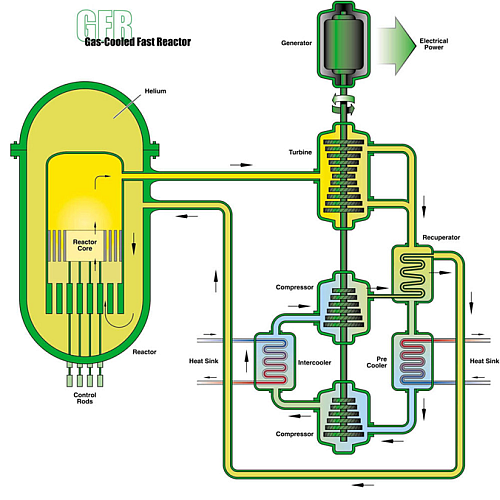 GFR
Gas-Cooled Fast Reactor
Generator
Electrical
Power
Helium
Turbine
Reactor
Core
Recuperator
Compressor
Heat Sink
Intercooler
Pre
Cooler
Heat Sink
Reactor
Control
Rods
Compressor